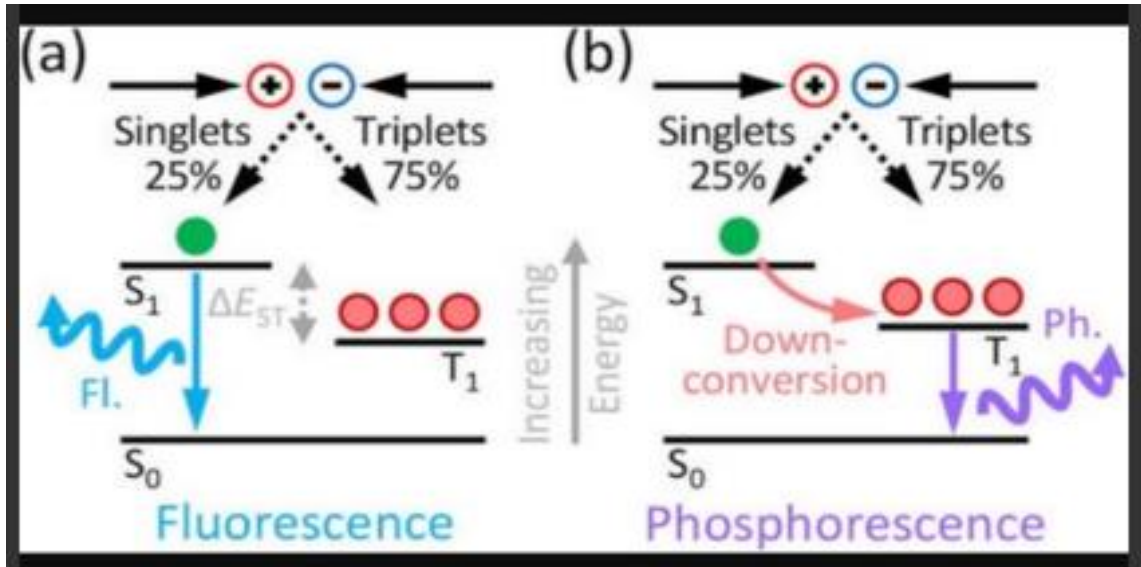 (a)
+ -
Singlets Triplets
25% 75%
S1
ΔEST
T1
Fl.
S0
Fluorescence
Increasing
Energy
(b)
+ -
Singlets Triplets
25% 75%
S1
Down-
conversion
T1
Ph.
S0
Phosphorescence